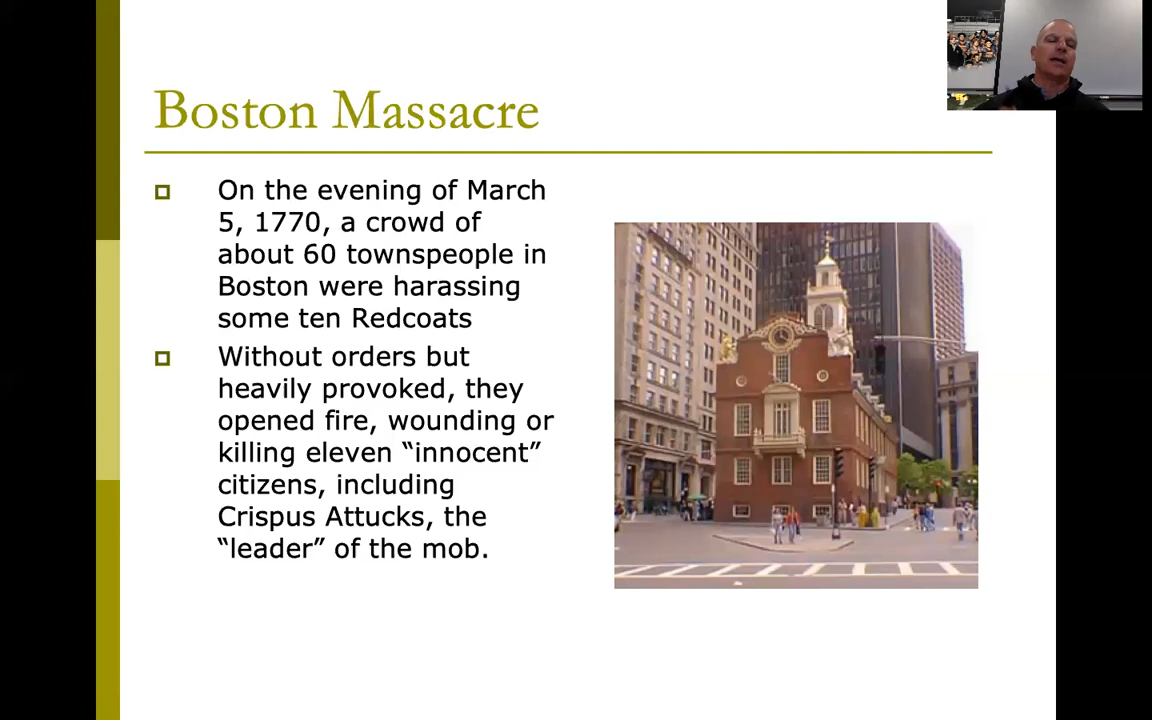 Boston Massacre
On the evening of March
5, 1770, a crowd of
about 60 townspeople in
Boston were harassing
some ten Redcoats
Without orders but
heavily provoked, they
opened fire, wounding or
killing eleven “innocent”
citizens, including
Crispus Attucks, the
“leader” of the mob.